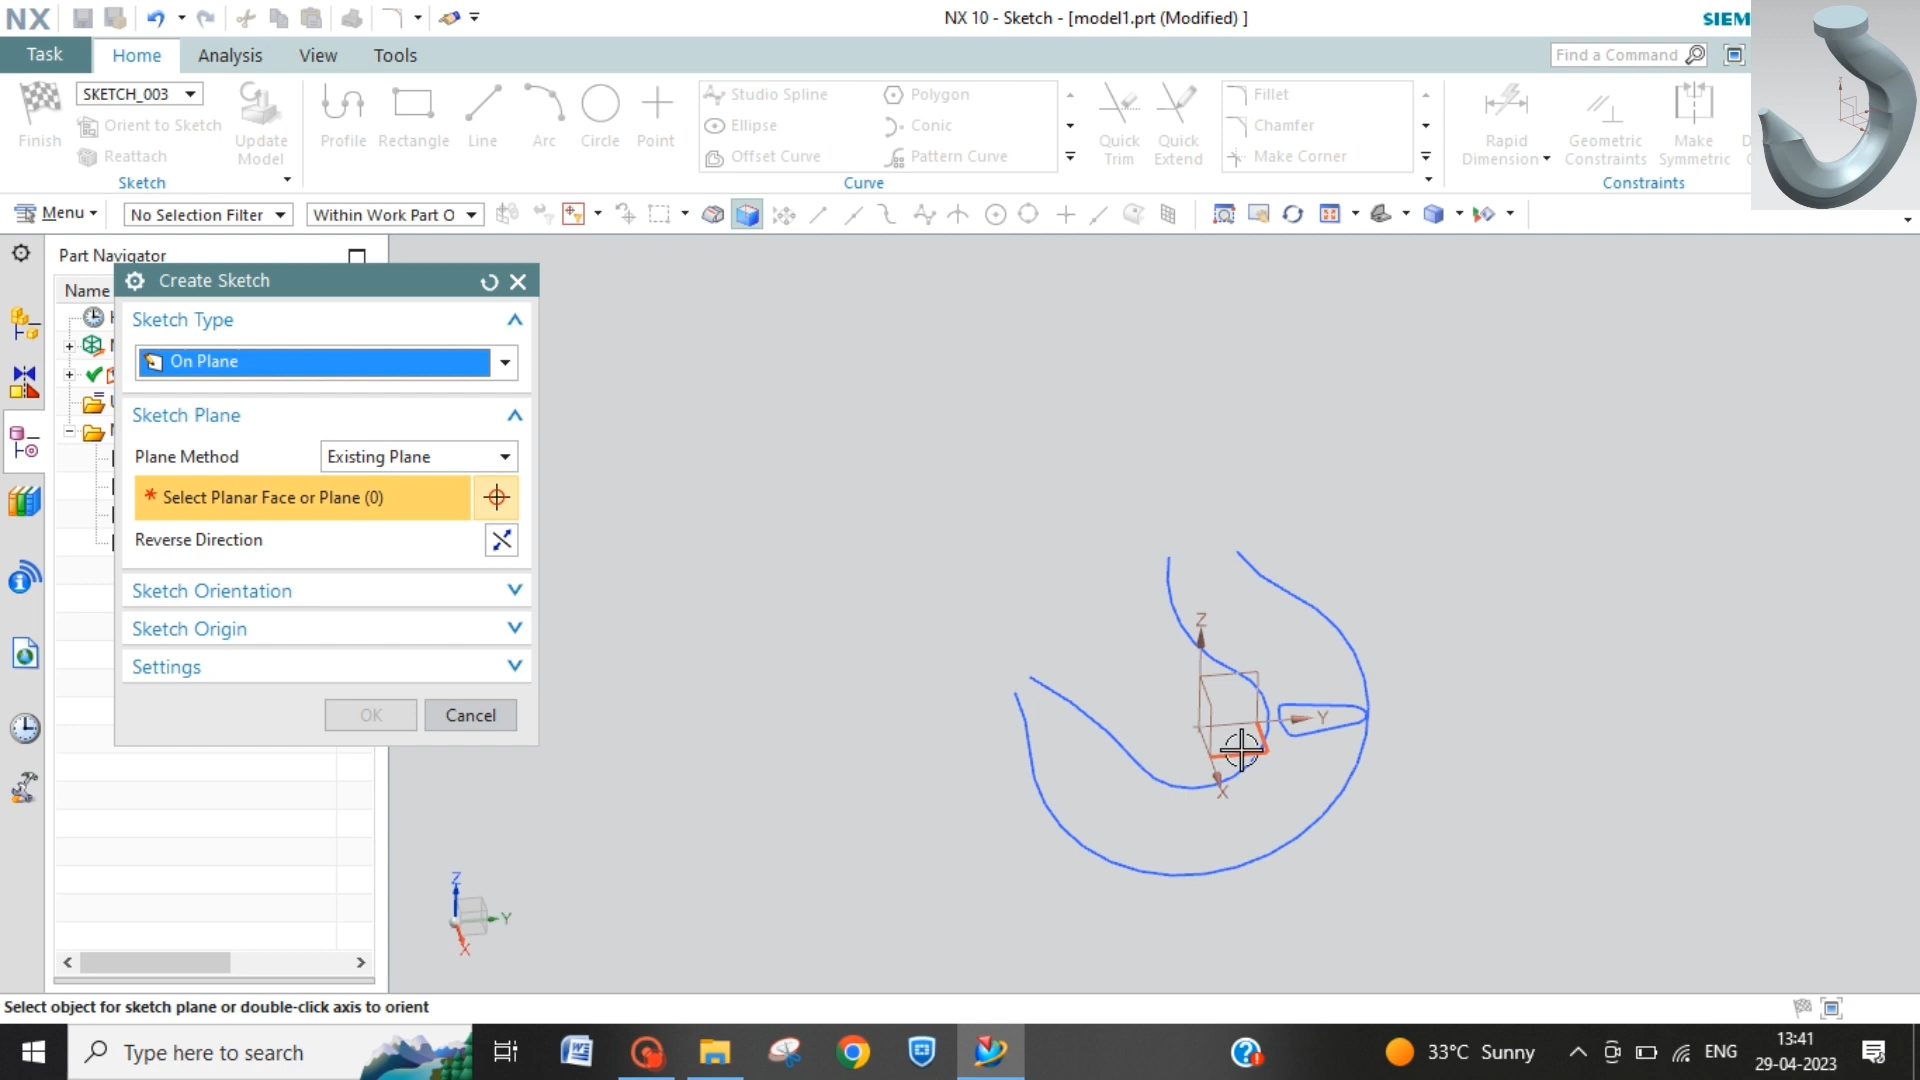 NX
NX 10 - Sketch - [model1.prt (Modified) ]
SIEM
Task
Home
Analysis
View
Tools
Find a Command
Finish
SKETCH_003
Orient to Sketch
Reattach
Update
Model
Sketch
Profile
Rectangle
Line
Arc
Circle
Point
Studio Spline
Ellipse
Offset Curve
Polygon
Conic
Pattern Curve
Curve
Quick
Trim
Quick
Extend
Fillet
Chamfer
Make Corner
Rapid
Dimension
Geometric
Constraints
Make
Symmetric
Constraints
Menu
No Selection Filter
Within Work Part O
Part Navigator
Name
Create Sketch
Sketch Type
On Plane
Sketch Plane
Plane Method
Existing Plane
* Select Planar Face or Plane (0)
Reverse Direction
Sketch Orientation
Sketch Origin
Settings
OK
Cancel
Z
Y
X
Z
Y
X
Select object for sketch plane or double-click axis to orient
Type here to search
33°C Sunny
ENG
13:41
29-04-2023